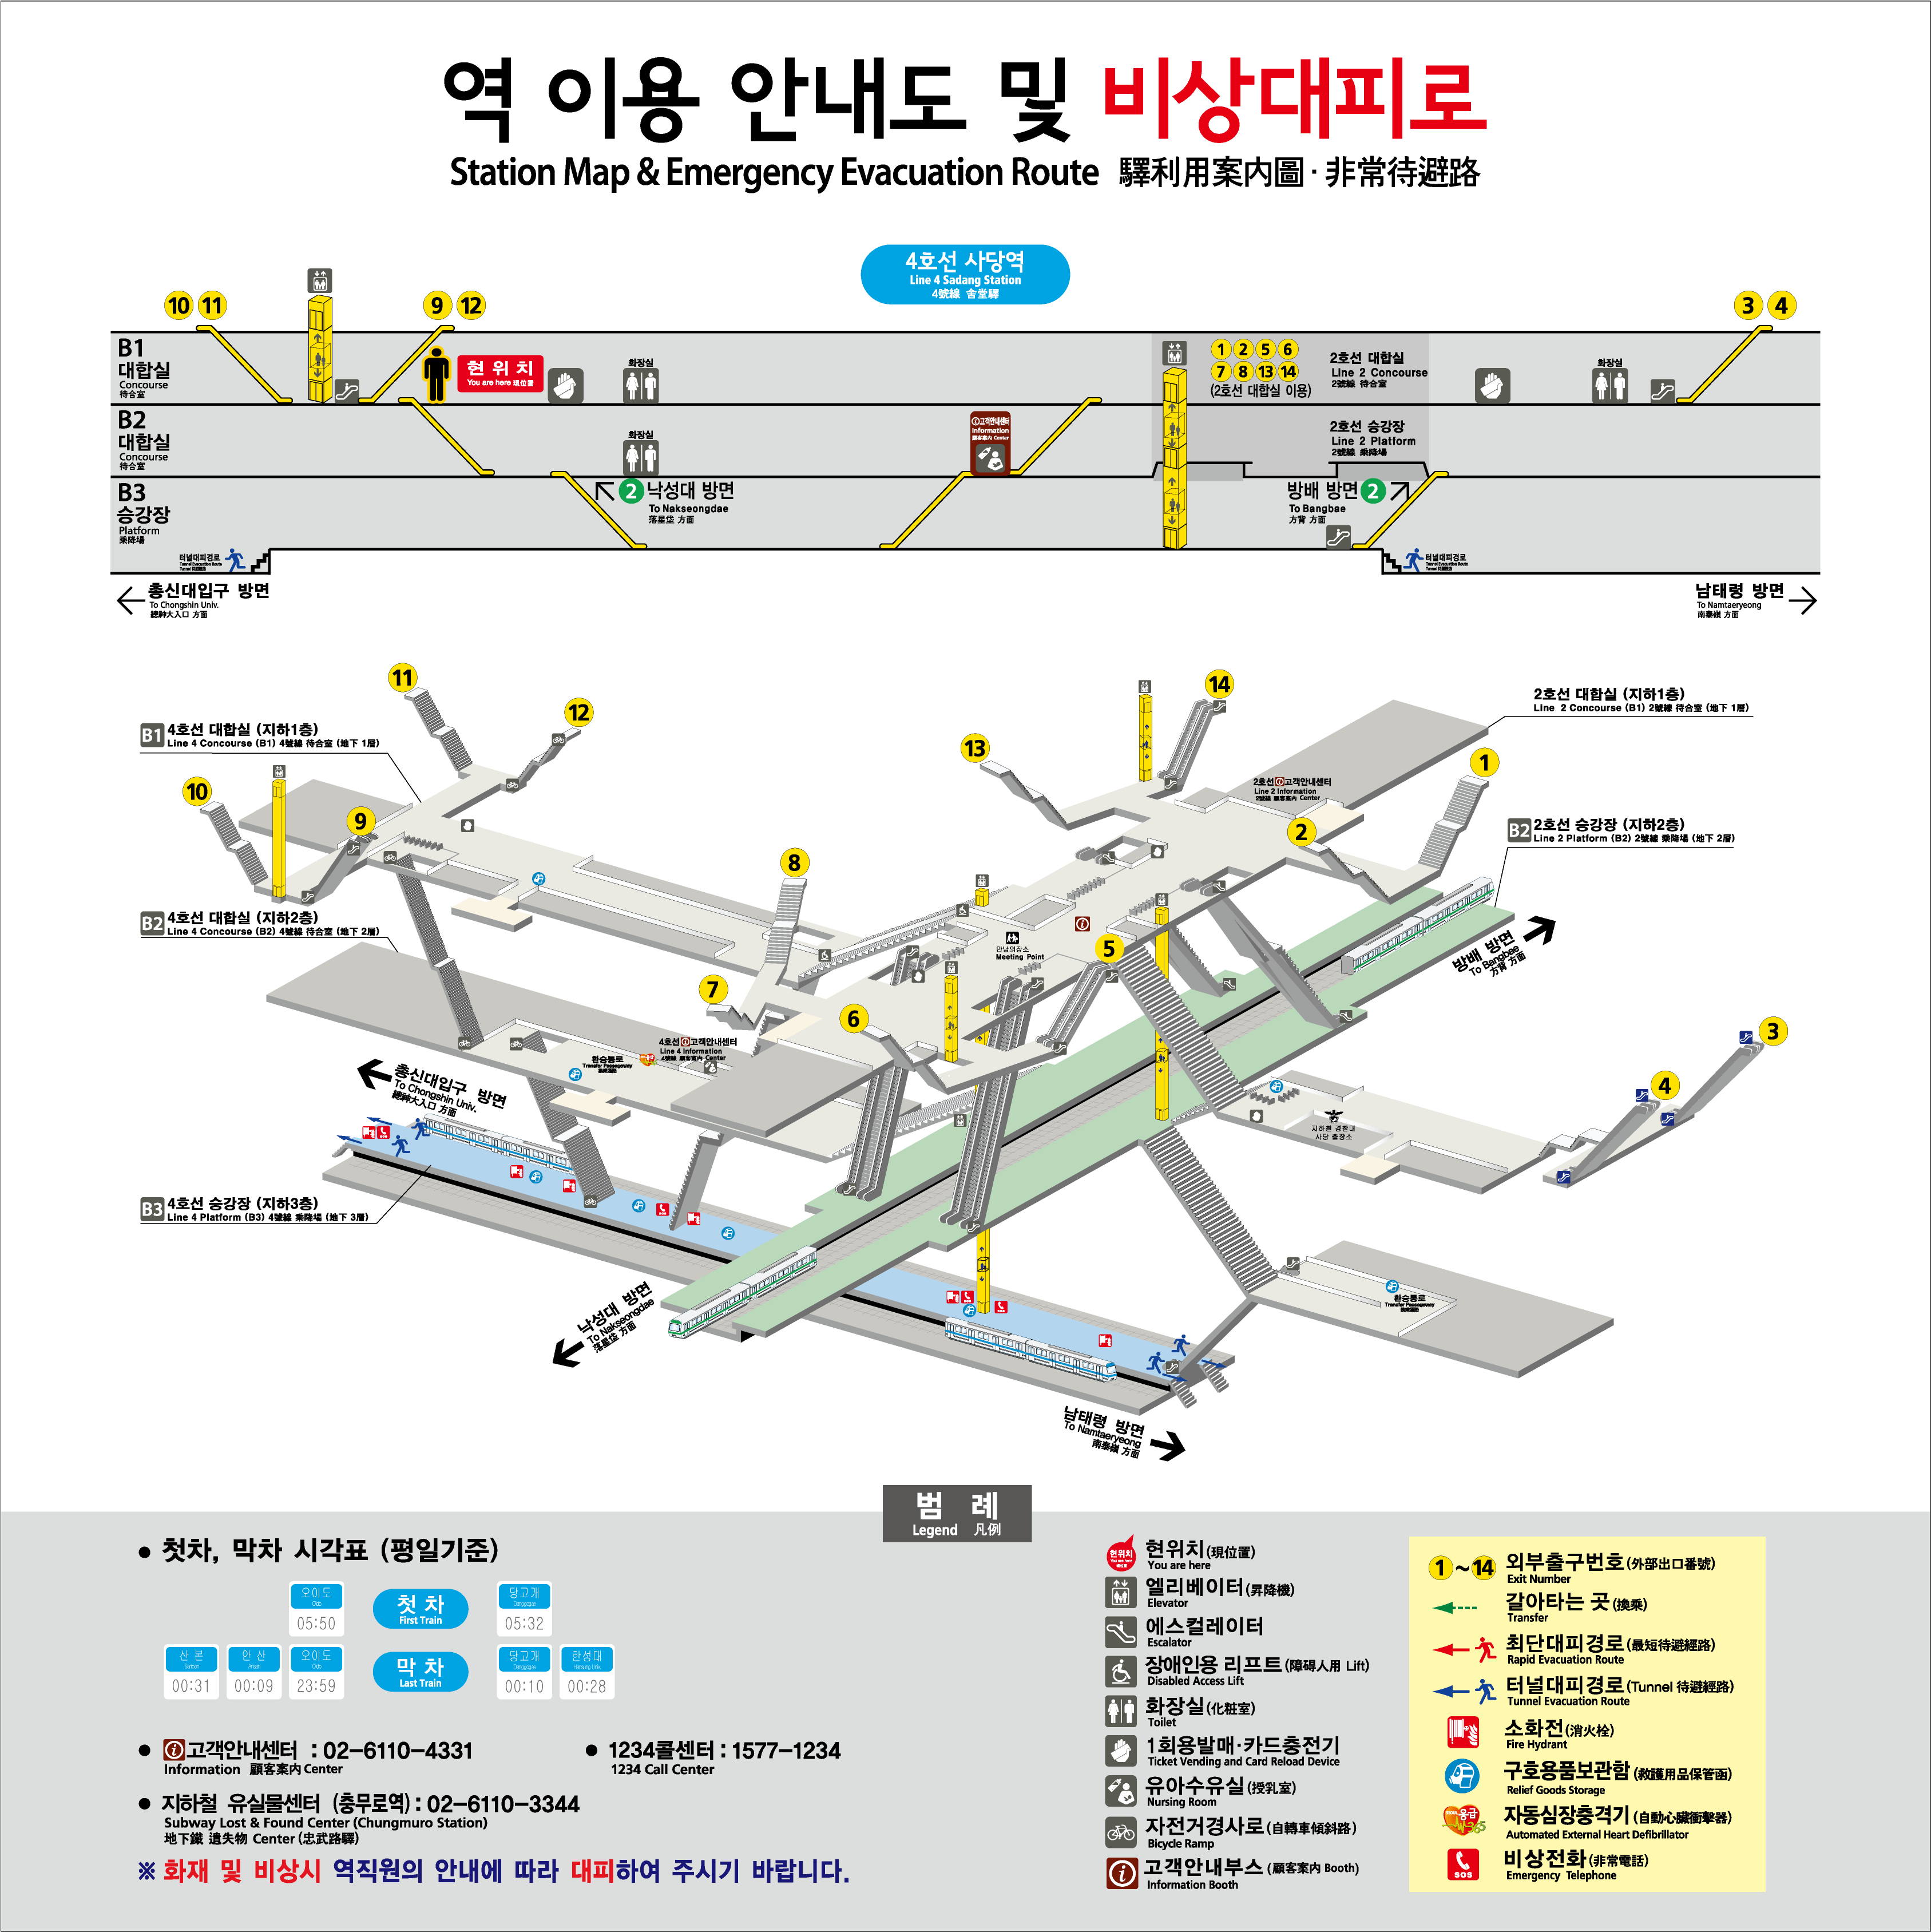 역 이용 안내도 및 비상대피로
Station Map & Emergency Evacuation Route 驛利用案内圖·非常待避路
4호선 사당역
Line 4 Sadang Station
4號線 舍堂驛
10 11
9 12
3 4
B1
대합실
Concourse
待合室
현 위 치
You are here 現位置
화장실
1 2 5 6
7 8 13 14
(2호선 대합실 이용)
2호선 대합실
Line 2 Concourse
2號線 待合室
화장실
B2
대합실
Concourse
待合室
화장실
고객안내센터
Information
顧客案内 Center
2호선 승강장
Line 2 Platform
2號線 乘降場
B3
승강장
Platform
乘降場
2 낙성대 방면
To Nakseongdae
落星垈 方面
방배 방면 2
To Bangbae
方背 方面
터널대피경로
Tunnel Evacuation Route
터널대피경로
Tunnel Evacuation Route
총신대입구 방면
To Chongshin Univ.
總神大入口 方面
남태령 방면
To Namtaeryeong
南泰嶺 方面
11
12
10
9
8
7
6
13
14
1
2
5
3
4
B1 4호선 대합실 (지하1층)
Line 4 Concourse (B1) 4號線 待合室 (地下 1層)
2호선 대합실 (지하1층)
Line 2 Concourse (B1) 2號線 待合室 (地下 1層)
2호선 고객안내센터
Line 2 Information
2號線 顧客案内 Center
B2 2호선 승강장 (지하2층)
Line 2 Platform (B2) 2號線 乘降場 (地下 2層)
B2 4호선 대합실 (지하2층)
Line 4 Concourse (B2) 4號線 待合室 (地下 2層)
만남의장소
Meeting Point
방배 방면
To Bangbae
方背 方面
4호선 고객안내센터
Line 4 Information
4號線 顧客案内 Center
환승통로
Transfer Passageway
총신대입구 방면
To Chongshin Univ.
總神大入口 方面
지하철 경찰대
사당 출장소
B3 4호선 승강장 (지하3층)
Line 4 Platform (B3) 4號線 乘降場 (地下 3層)
낙성대 방면
To Nakseongdae
落星垈 方面
환승통로
Transfer Passageway
남태령 방면
To Namtaeryeong
南泰嶺 方面
범 례
Legend 凡例
● 첫차, 막차 시각표 (평일기준)
오이도
Oido
05:50
첫 차
First Train
당고개
Danggogae
05:32
산 본
Sanbon
00:31
안 산
Ansan
00:09
오이도
Oido
23:59
막 차
Last Train
당고개
Danggogae
00:10
한성대
Hansung Univ.
00:28
● 고객안내센터 : 02-6110-4331
Information 顧客案内 Center
● 1234콜센터 : 1577-1234
1234 Call Center
● 지하철 유실물센터 (충무로역) : 02-6110-3344
Subway Lost & Found Center (Chungmuro Station)
地下鐵 遺失物 Center (忠武路驛)
※ 화재 및 비상시 역직원의 안내에 따라 대피하여 주시기 바랍니다.
현위치
You are here
현위치 (現位置)
You are here
엘리베이터 (昇降機)
Elevator
에스컬레이터
Escalator
장애인용 리프트 (障碍人用 Lift)
Disabled Access Lift
화장실 (化粧室)
Toilet
1회용발매·카드충전기
Ticket Vending and Card Reload Device
유아수유실 (授乳室)
Nursing Room
자전거경사로 (自轉車傾斜路)
Bicycle Ramp
고객안내부스 (顧客案内 Booth)
Information Booth
1~14 외부출구번호 (外部出口番號)
Exit Number
갈아타는 곳 (換乘)
Transfer
최단대피경로 (最短待避經路)
Rapid Evacuation Route
터널대피경로 (Tunnel 待避經路)
Tunnel Evacuation Route
소화전 (消火栓)
Fire Hydrant
구호용품보관함 (救護用品保管函)
Relief Goods Storage
응급
자동심장충격기 (自動心臟衝擊器)
Automated External Heart Defibrillator
SOS
비상전화 (非常電話)
Emergency Telephone